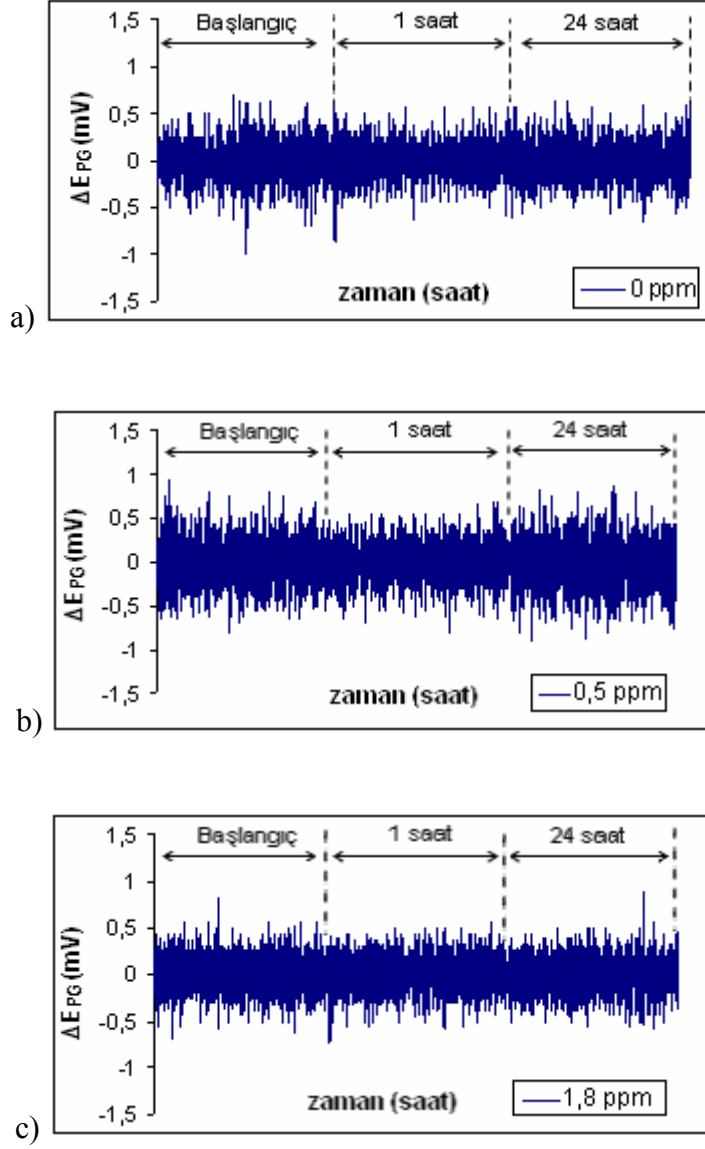 1,5
Başlangıç 1 saat 24 saat
1
0,5
0
-0,5
-1
-1,5
ΔE PG (mV)
zaman (saat)
0 ppm
a)
1,5
Başlangıç 1 saat 24 saat
1
0,5
0
-0,5
-1
-1,5
ΔE PG (mV)
zaman (saat)
0,5 ppm
b)
1,5
Başlangıç 1 saat 24 saat
1
0,5
0
-0,5
-1
-1,5
ΔE PG (mV)
zaman (saat)
1,8 ppm
c)